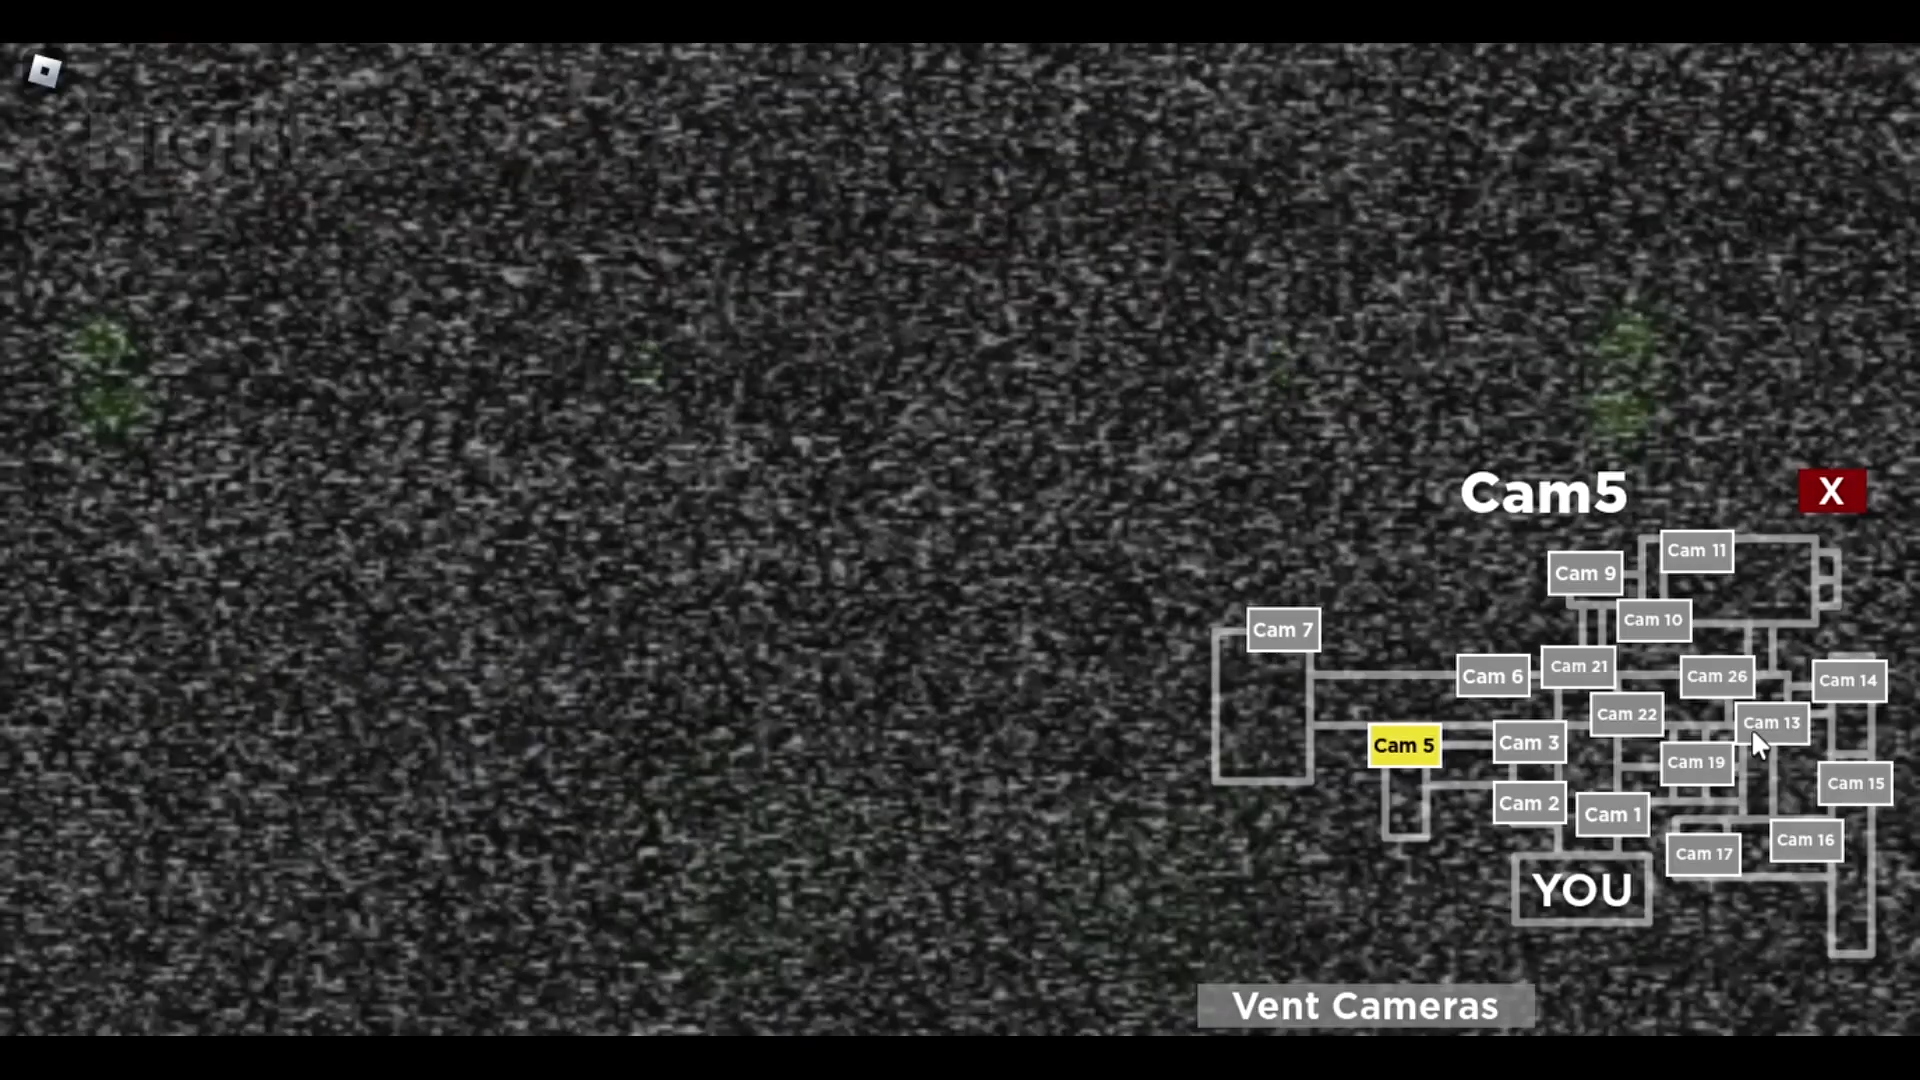 Night 2
Cam5
X
Cam 11
Cam 9
Cam 10
Cam 7
Cam 21
Cam 6
Cam 26
Cam 14
Cam 22
Cam 13
Cam 5
Cam 3
Cam 19
Cam 15
Cam 2
Cam 1
Cam 16
Cam 17
YOU
Vent Cameras